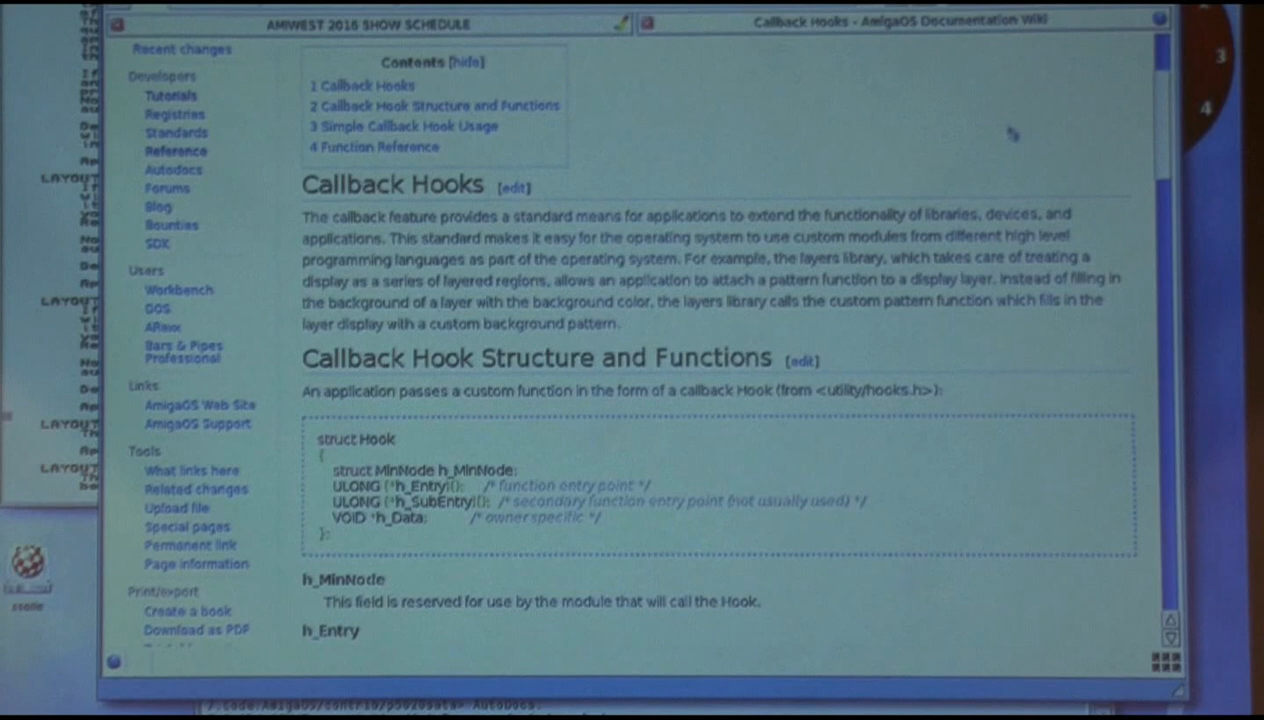 AMIWEST 2016 SHOW SCHEDULE
Callback Hooks - AmigaOS Documentation Wiki
Recent changes
Developers
Tutorials
Registries
Standards
Reference
Autodocs
Forums
Blog
Bounties
SDK
Users
Workbench
DOS
ARexx
Bars & Pipes
Professional
Links
AmigaOS Web Site
AmigaOS Support
Tools
What links here
Related changes
Upload file
Special pages
Permanent link
Page information
Print/export
Create a book
Download as PDF
Contents [hide]
1 Callback Hooks
2 Callback Hook Structure and Functions
3 Simple Callback Hook Usage
4 Function Reference
Callback Hooks [edit]
The callback feature provides a standard means for applications to extend the functionality of libraries, devices, and
applications. This standard makes it easy for the operating system to use custom modules from different high level
programming languages as part of the operating system. For example, the layers library, which takes care of treating a
display as a series of layered regions, allows an application to attach a pattern function to a display layer. Instead of filling in
the background of a layer with the background color, the layers library calls the custom pattern function which fills in the
layer display with a custom background pattern.
Callback Hook Structure and Functions [edit]
An application passes a custom function in the form of a callback Hook (from <utility/hooks.h>):
struct Hook
{
struct MinNode h_MinNode;
ULONG (*h_Entry)(); /* function entry point */
ULONG (*h_SubEntry)(); /* secondary function entry point (not usually used) */
VOID *h_Data; /* owner specific */
};
h_MinNode
This field is reserved for use by the module that will call the Hook.
h_Entry
LAYOUT
LAYOUT
LAYOUT
LAYOUT
3
4